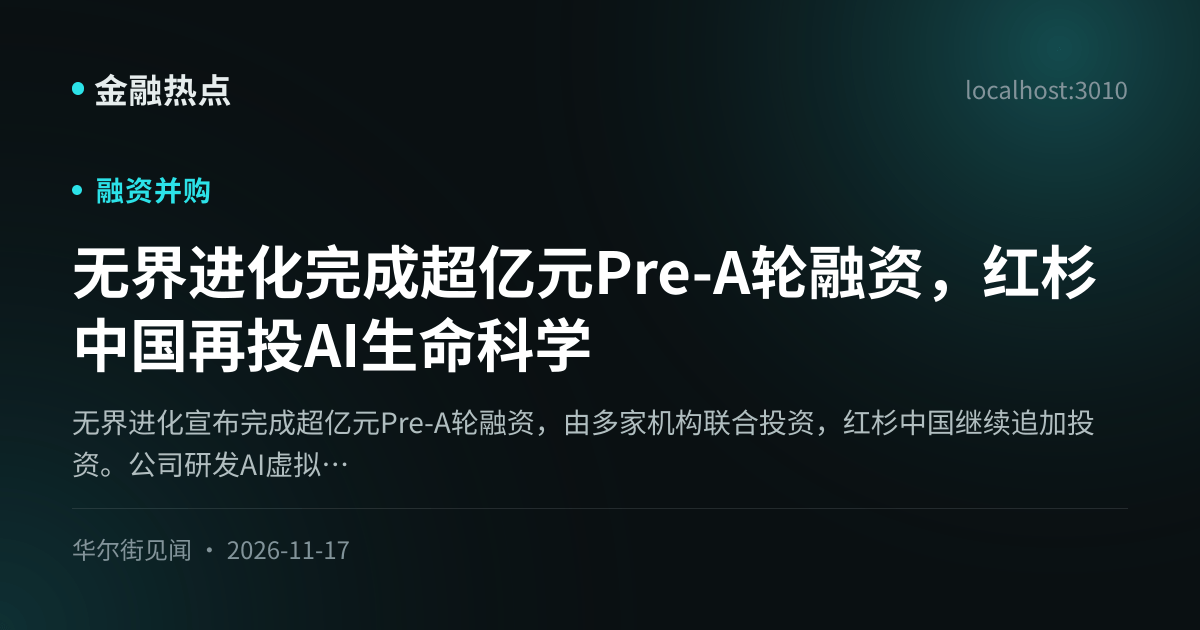 金融热点
localhost:3010
融资并购
无界进化完成超亿元Pre-A轮融资，红杉
中国再投AI生命科学
无界进化宣布完成超亿元Pre-A轮融资，由多家机构联合投资，红杉中国继续追加投
资。公司研发AI虚拟…
华尔街见闻 · 2026-11-17